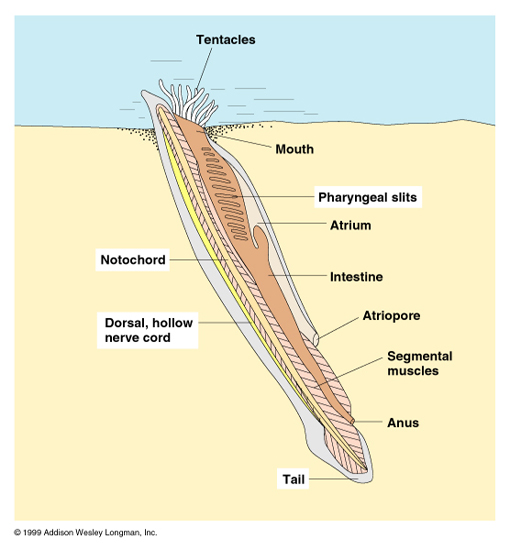 Tentacles
Mouth
Pharyngeal slits
Atrium
Notochord
Intestine
Atriopore
Dorsal, hollow
nerve cord
Segmental
muscles
Anus
Tail
© 1999 Addison Wesley Longman, Inc.